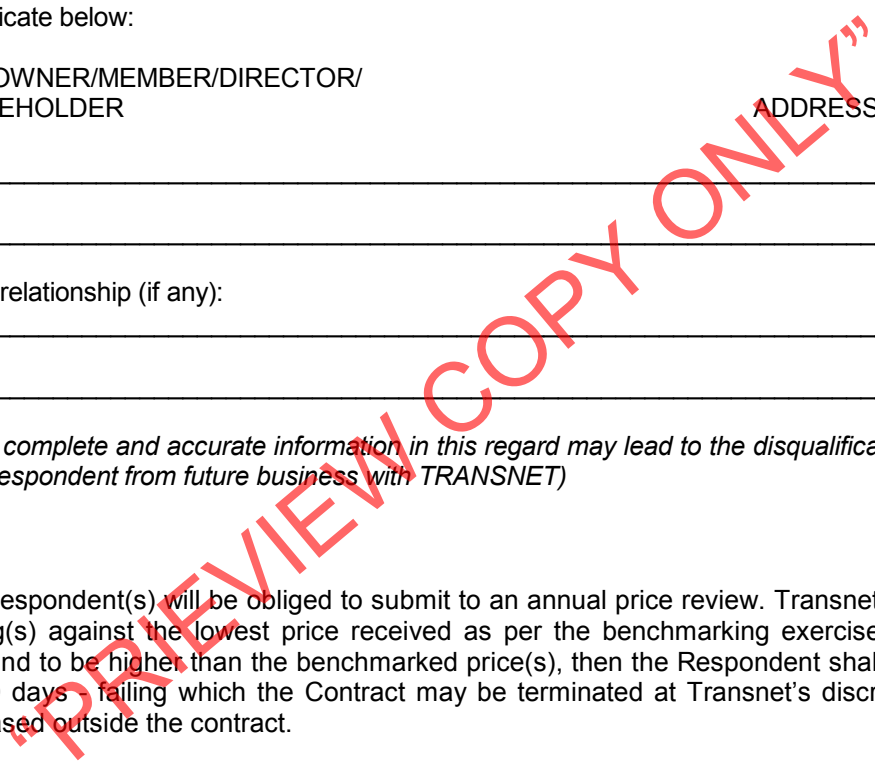 icate below:
OWNER/MEMBER/DIRECTOR/
EHOLDER ADDRESS
relationship (if any):
complete and accurate information in this regard may lead to the disqualifica
espondent from future business with TRANSNET)
espondent(s) will be obliged to submit to an annual price review. Transnet
g(s) against the lowest price received as per the benchmarking exercise
nd to be higher than the benchmarked price(s), then the Respondent shal
days - failing which the Contract may be terminated at Transnet’s discr
ased outside the contract.
“PRIEVIEW COPY ONLY”